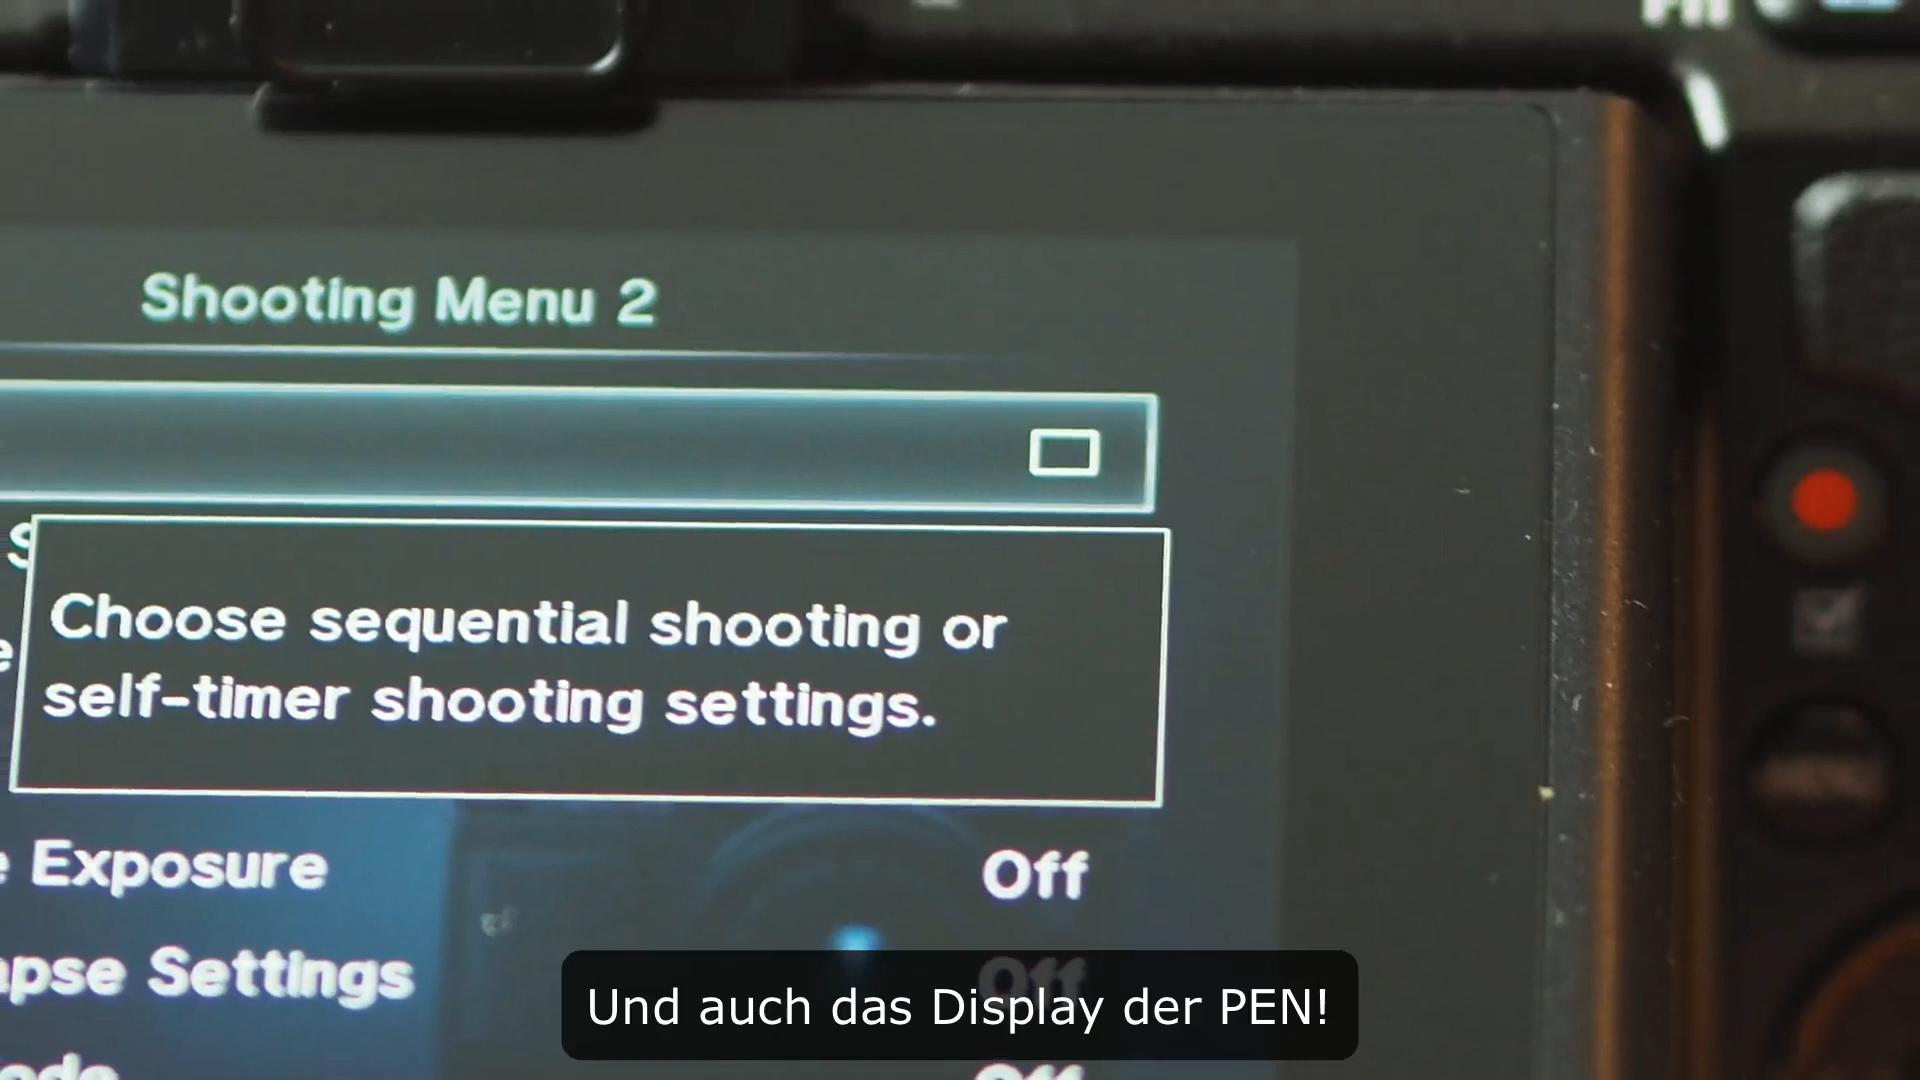 Shooting Menu 2
Choose sequential shooting or
self-timer shooting settings.
Exposure
Off
Settings
Off
Und auch das Display der PEN!